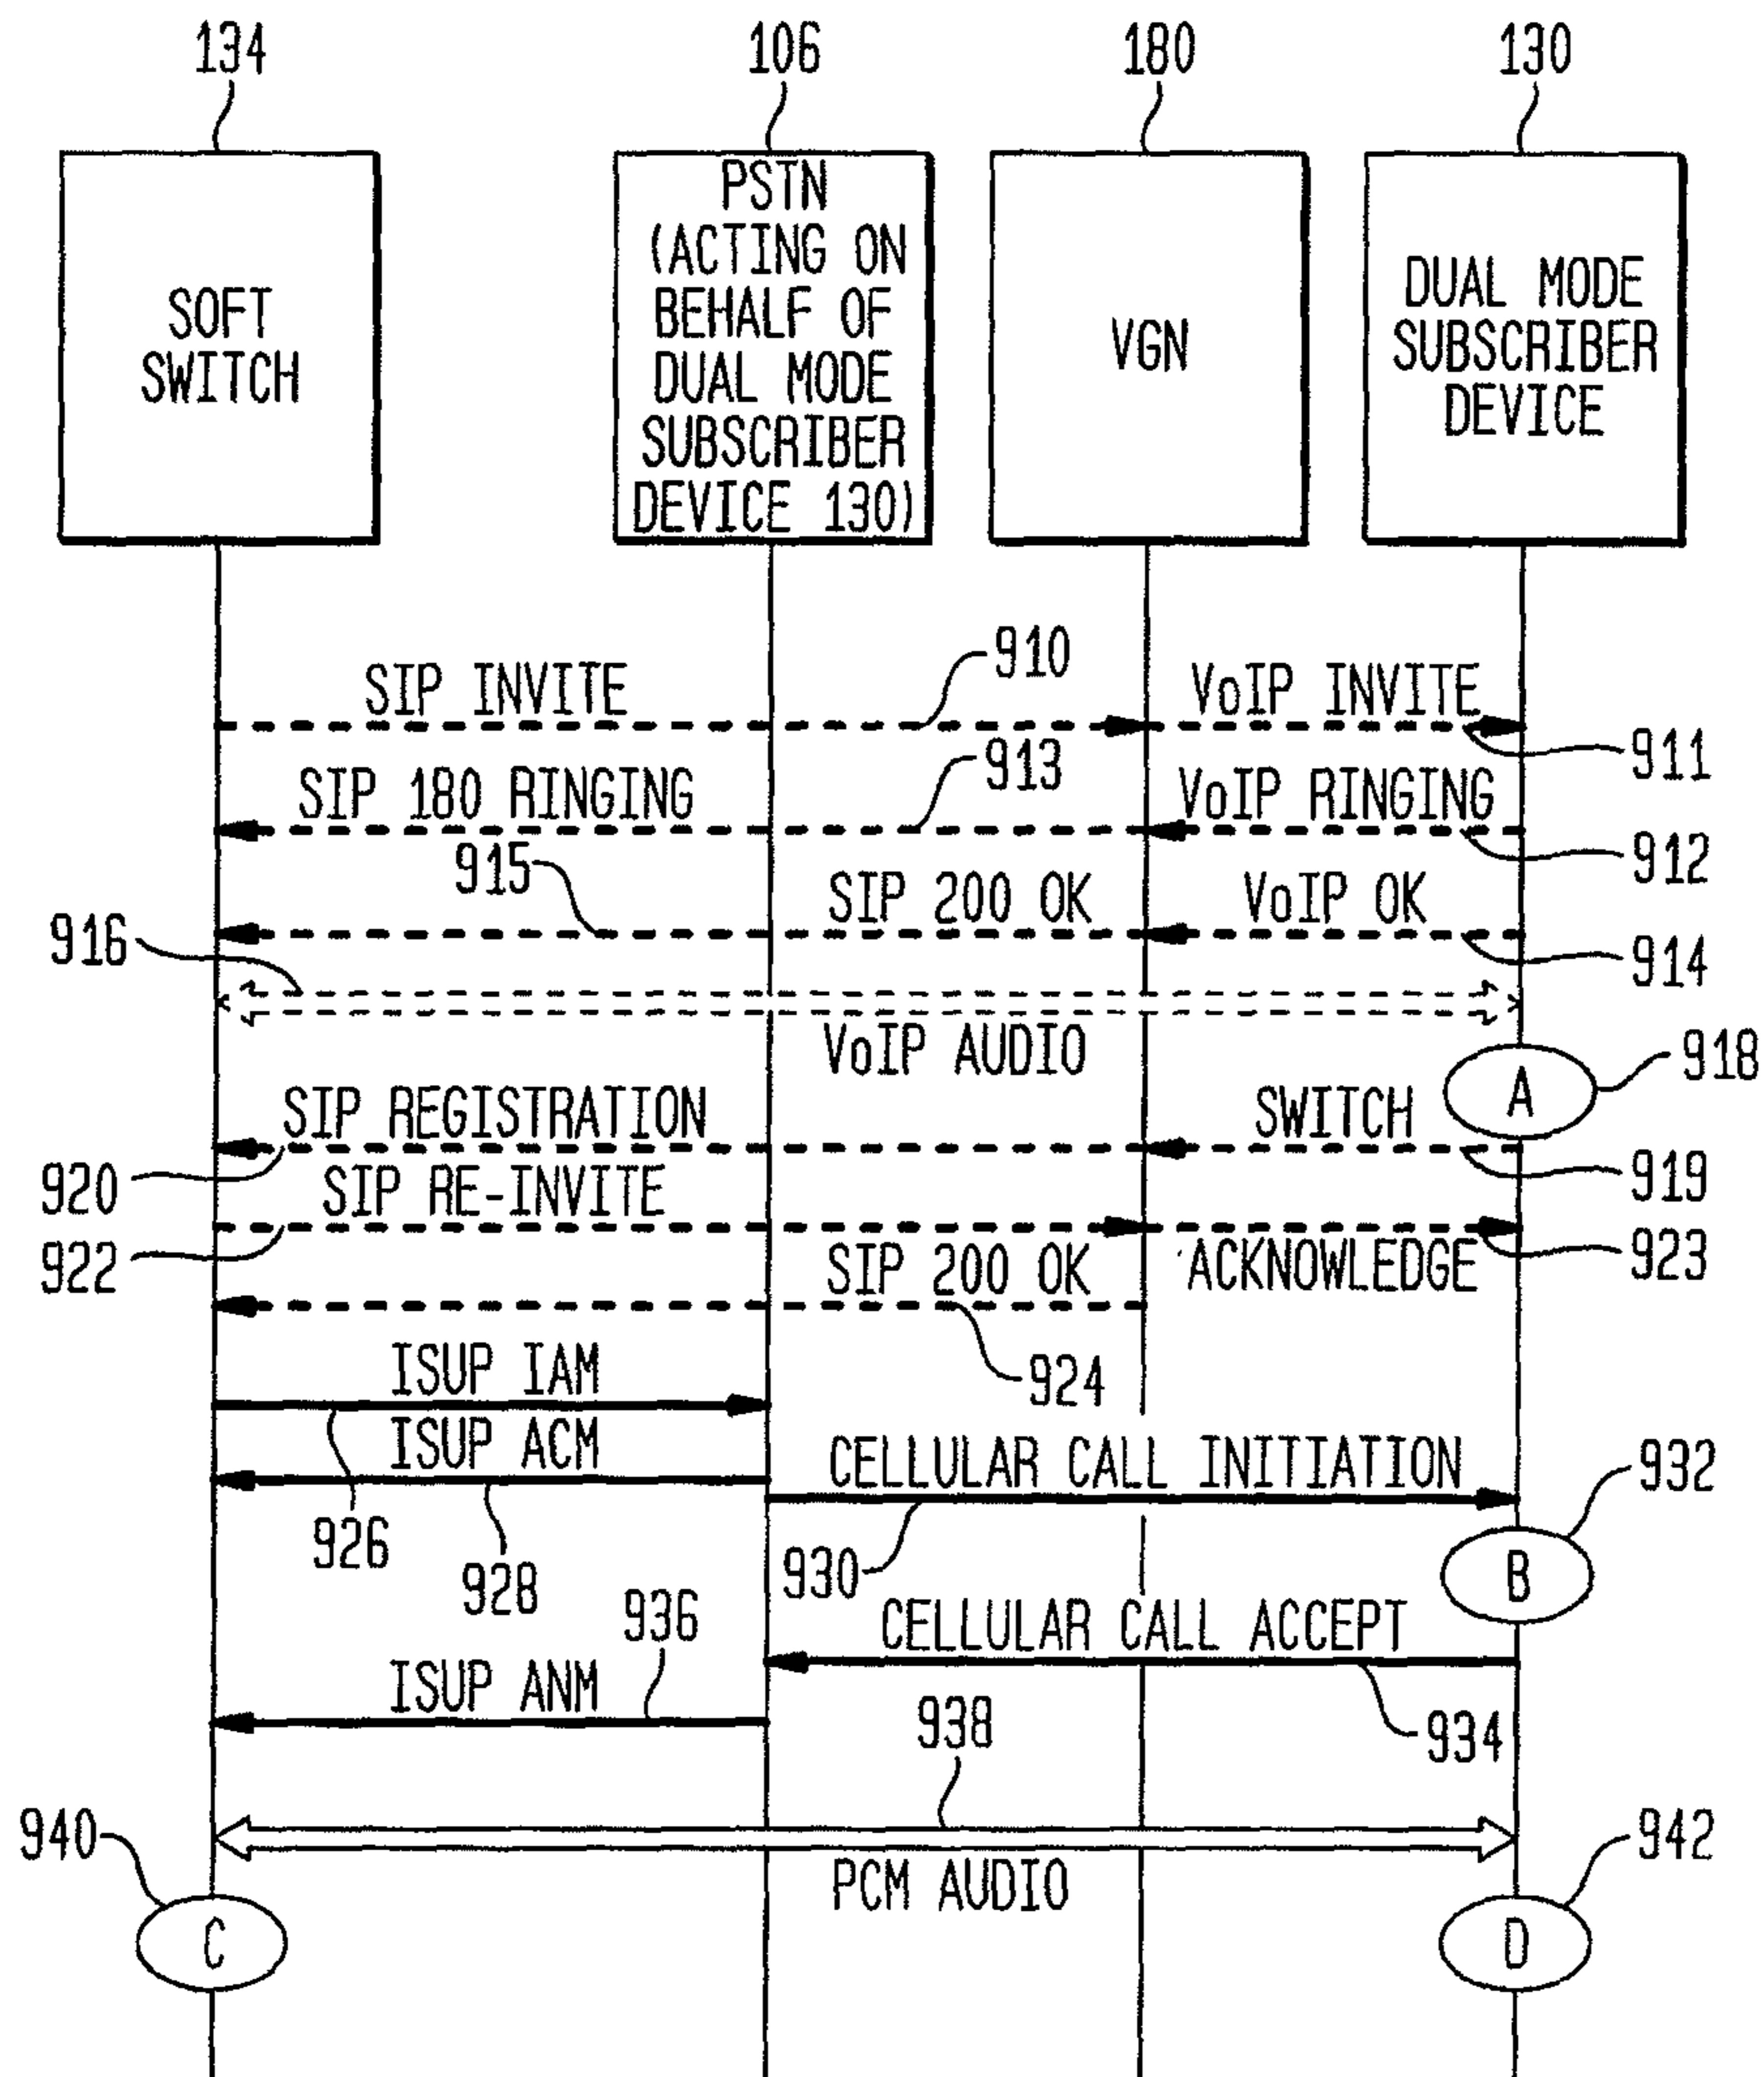 134
106
180
130
SOFT
SWITCH
PSTN
(ACTING ON
BEHALF OF
DUAL MODE
SUBSCRIBER
DEVICE 130)
VGN
DUAL MODE
SUBSCRIBER
DEVICE
SIP INVITE
910
VoIP INVITE
911
SIP 180 RINGING
913
VoIP RINGING
912
915
SIP 200 OK
VoIP OK
914
916
VoIP AUDIO
A
918
SIP REGISTRATION
SWITCH
920
919
SIP RE-INVITE
922
ACKNOWLEDGE
923
SIP 200 OK
924
ISUP IAM
926
ISUP ACM
928
CELLULAR CALL INITIATION
930
932
B
936
CELLULAR CALL ACCEPT
ISUP ANM
934
938
940
PCM AUDIO
942
C
D